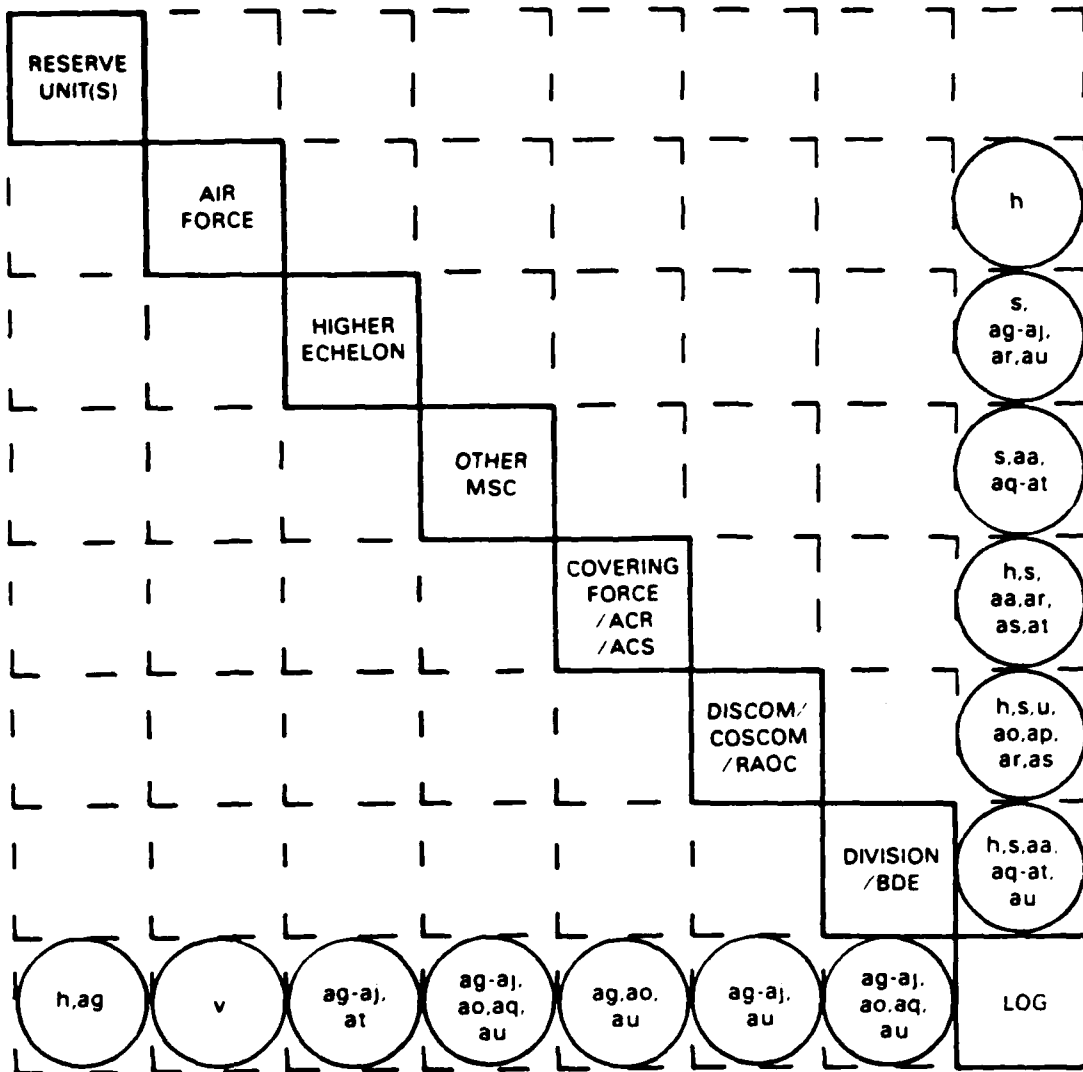 RESERVE
UNIT(S)
AIR
FORCE
h
HIGHER
ECHELON
s,
ag-aj,
ar,au
OTHER
MSC
s,aa,
aq-at
COVERING
FORCE
/ACR
/ACS
h,s,
aa,ar,
as,at
DISCOM/
COSCOM
/RAOC
h,s,u,
ao,ap,
ar,as
DIVISION
/BDE
h,s,aa,
aq-at,
au
h,ag
v
ag-aj,
at
ag-aj,
ao,aq,
au
ag,ao,
au
ag-aj,
au
ag-aj,
ao,aq,
au
LOG